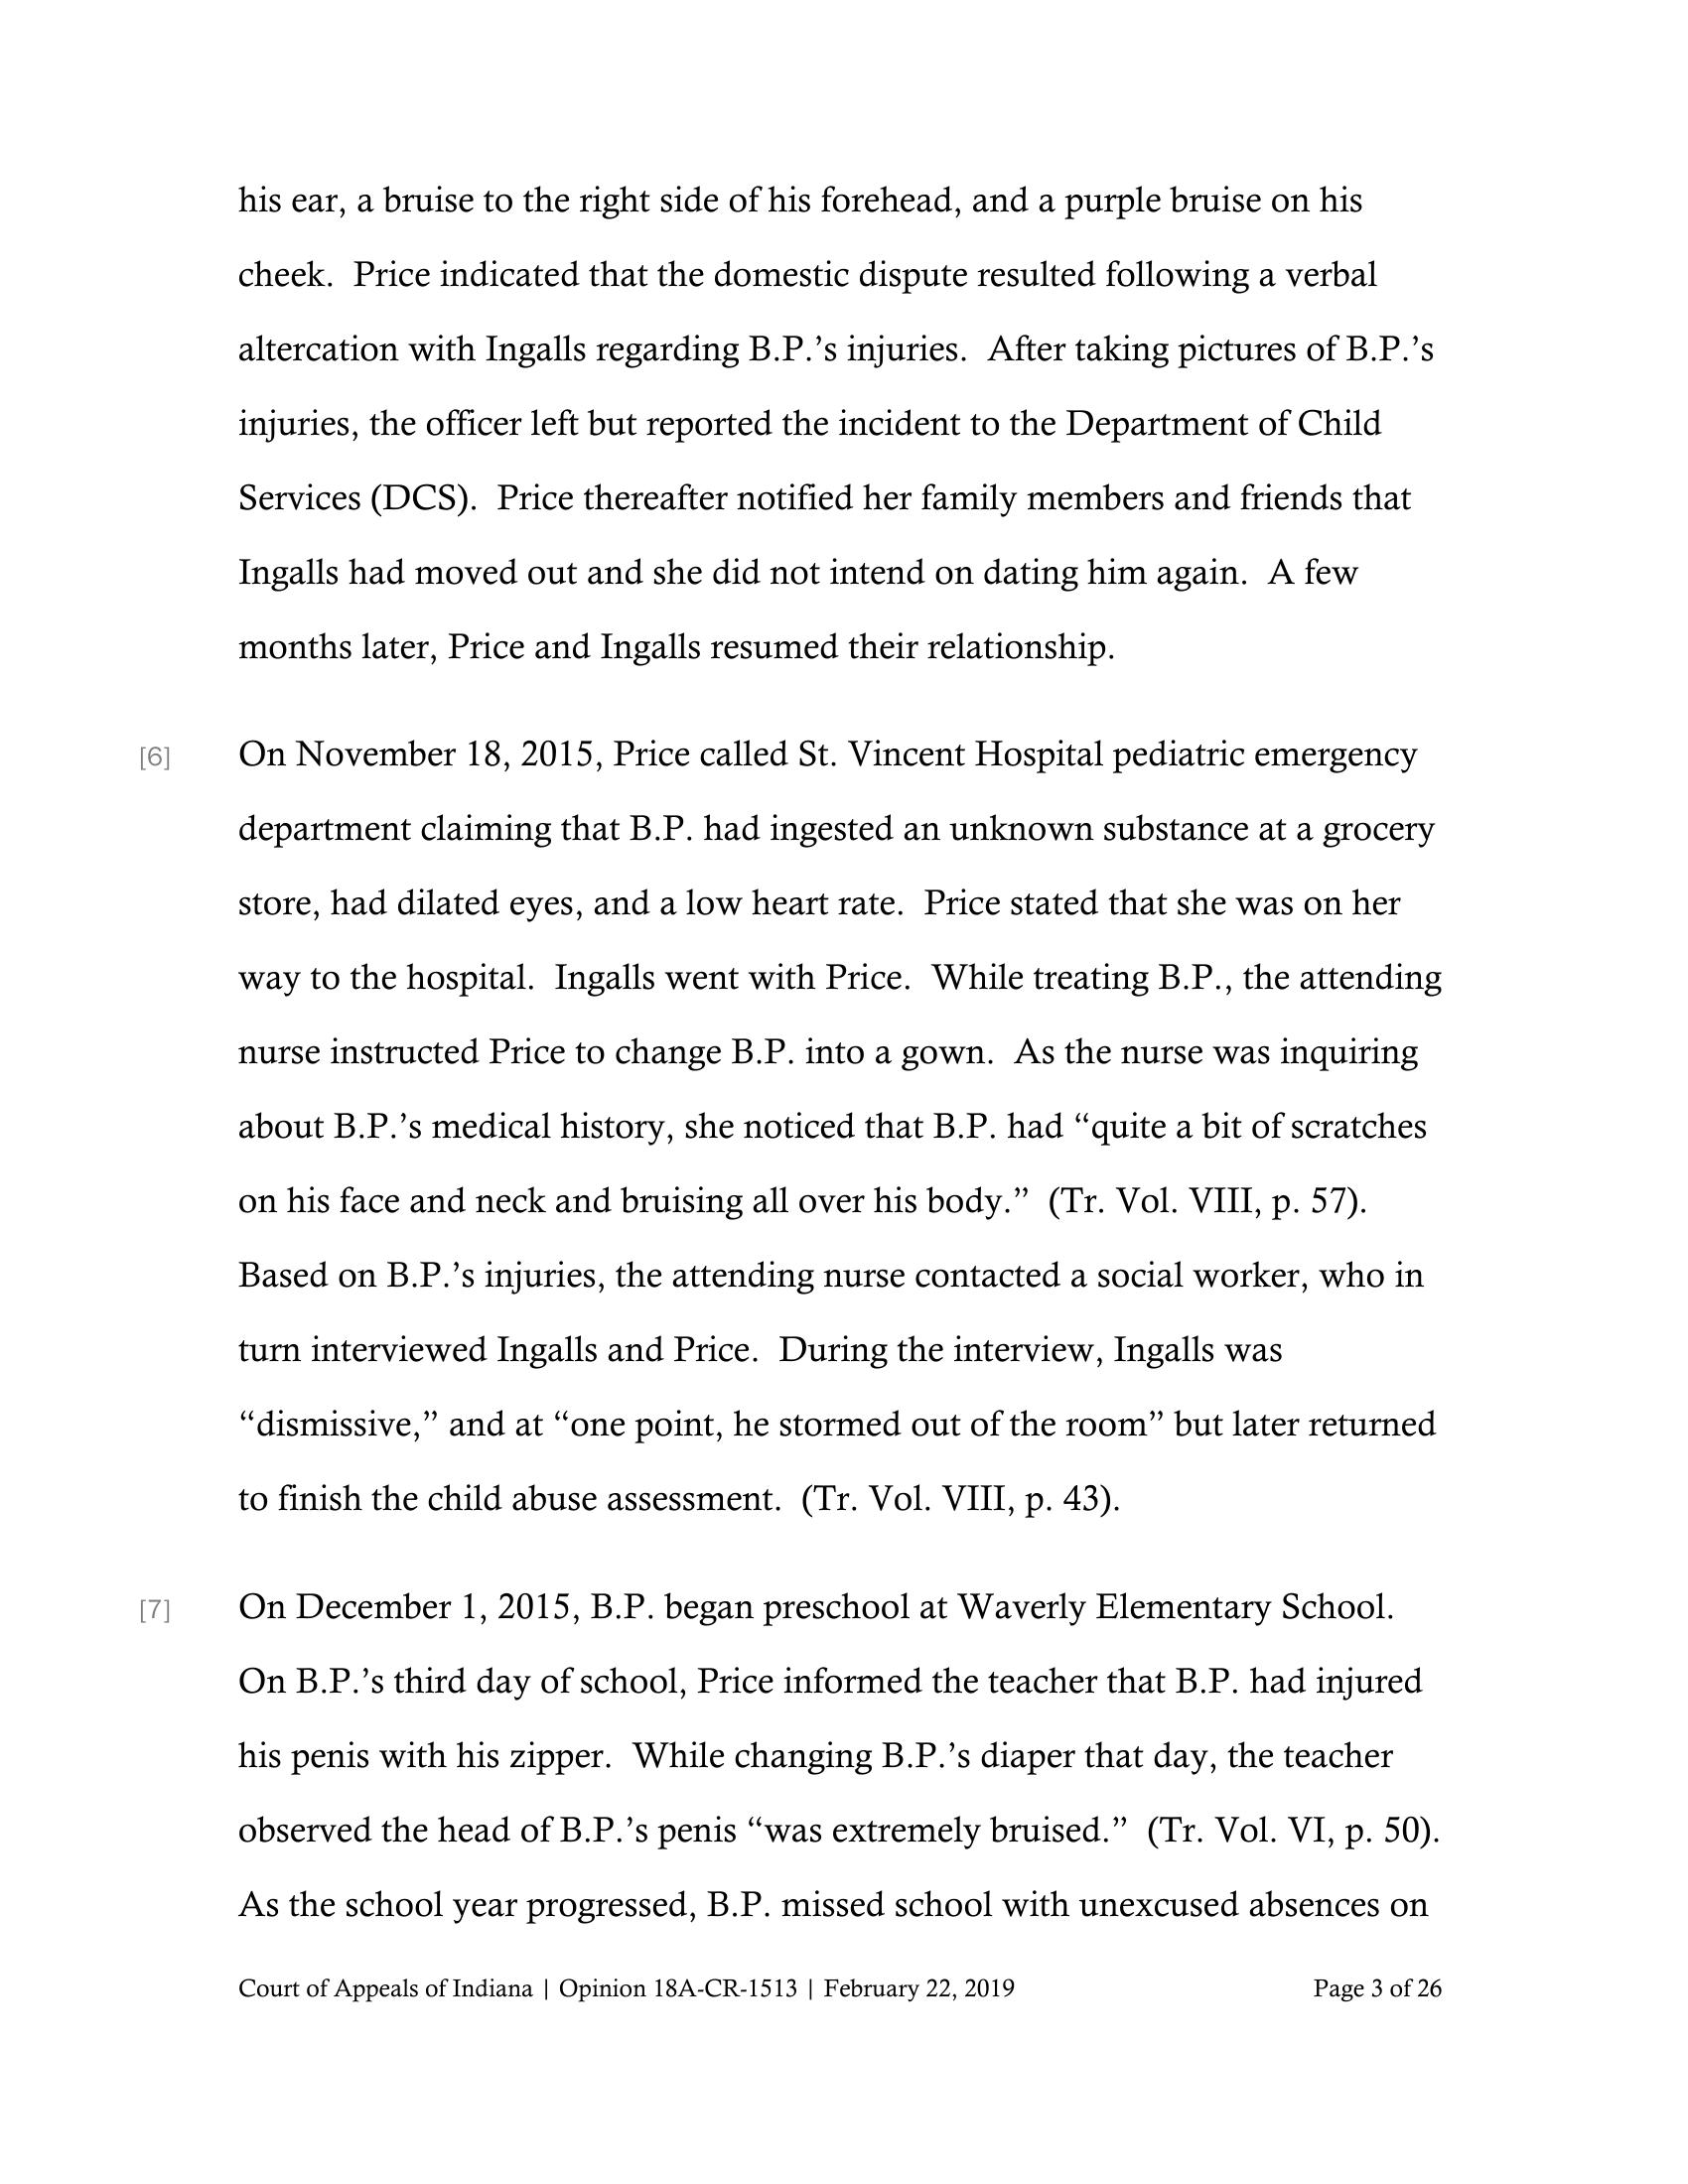 his ear, a bruise to the right side of his forehead, and a purple bruise on his
cheek.  Price indicated that the domestic dispute resulted following a verbal
altercation with Ingalls regarding B.P.’s injuries.  After taking pictures of B.P.’s
injuries, the officer left but reported the incident to the Department of Child
Services (DCS).  Price thereafter notified her family members and friends that
Ingalls had moved out and she did not intend on dating him again.  A few
months later, Price and Ingalls resumed their relationship.
[6] On November 18, 2015, Price called St. Vincent Hospital pediatric emergency
department claiming that B.P. had ingested an unknown substance at a grocery
store, had dilated eyes, and a low heart rate.  Price stated that she was on her
way to the hospital.  Ingalls went with Price.  While treating B.P., the attending
nurse instructed Price to change B.P. into a gown.  As the nurse was inquiring
about B.P.’s medical history, she noticed that B.P. had “quite a bit of scratches
on his face and neck and bruising all over his body.”  (Tr. Vol. VIII, p. 57).
Based on B.P.’s injuries, the attending nurse contacted a social worker, who in
turn interviewed Ingalls and Price.  During the interview, Ingalls was
“dismissive,” and at “one point, he stormed out of the room” but later returned
to finish the child abuse assessment.  (Tr. Vol. VIII, p. 43).
[7] On December 1, 2015, B.P. began preschool at Waverly Elementary School.
On B.P.’s third day of school, Price informed the teacher that B.P. had injured
his penis with his zipper.  While changing B.P.’s diaper that day, the teacher
observed the head of B.P.’s penis “was extremely bruised.”  (Tr. Vol. VI, p. 50).
As the school year progressed, B.P. missed school with unexcused absences on
Court of Appeals of Indiana | Opinion 18A-CR-1513 | February 22, 2019 Page 3 of 26